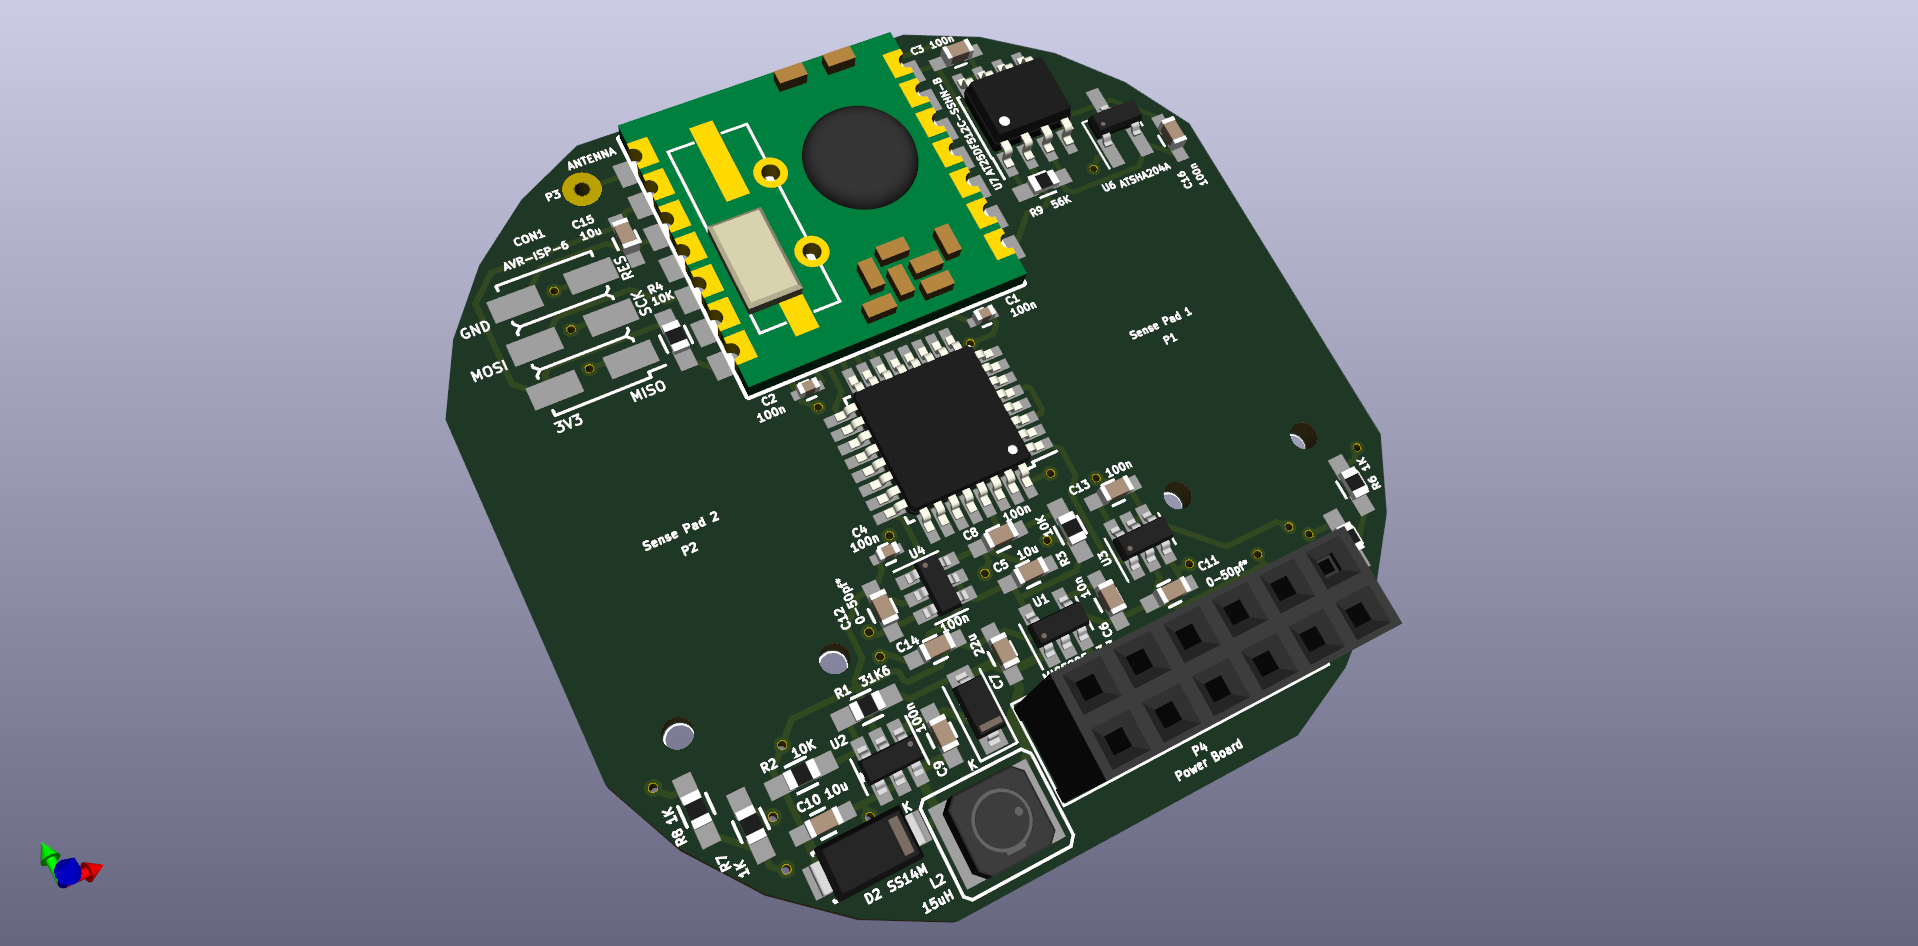 C3 100n
U7 AT25DF512C-SSHN-B
ANTENNA
P3
C15
10u
CON1
AVR-ISP-6
RES
SCK
R4
10K
GND
MOSI
MISO
3V3
R9 56K
U6 ATSHA204A
C16
100n
C1
100n
C2
100n
Sense Pad 1
P1
Sense Pad 2
P2
C13 100n
R6 1K
C4
100n
U4
C8 100n
10K
R3
U3
C5 10u
C11
0-50pf*
C12
0-50pf*
U1
10n
C6
C14 100n
22u
C7
R1 31K6
100n
C9
U2
R2 10K
C10 10u
K
K
R8 1K
R7
1K
D2 SS14M
L2
15uH
P4
Power Board